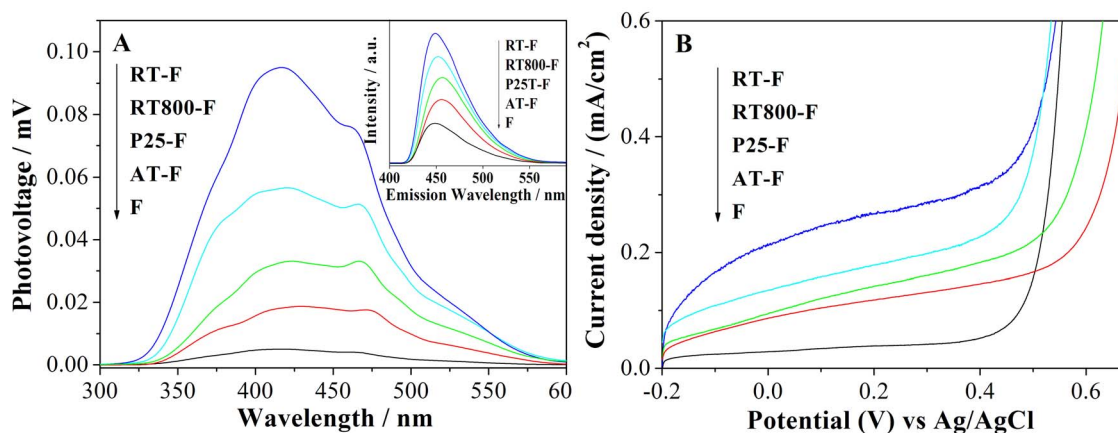 A
RT-F
RT800-F
P25-F
AT-F
F
Photovoltage / mV
0.10
0.08
0.06
0.04
0.02
0.00
300
350
400
450
500
550
60
Wavelength / nm
RT-F
RT800-F
P25T-F
AT-F
F
Intensity / a.u.
400
450
500
550
Emission Wavelength / nm
B
RT-F
RT800-F
P25-F
AT-F
F
Current density / (mA/cm²)
0.6
0.4
0.2
0.0
-0.2
0.0
0.2
0.4
0.6
Potential (V) vs Ag/AgCl